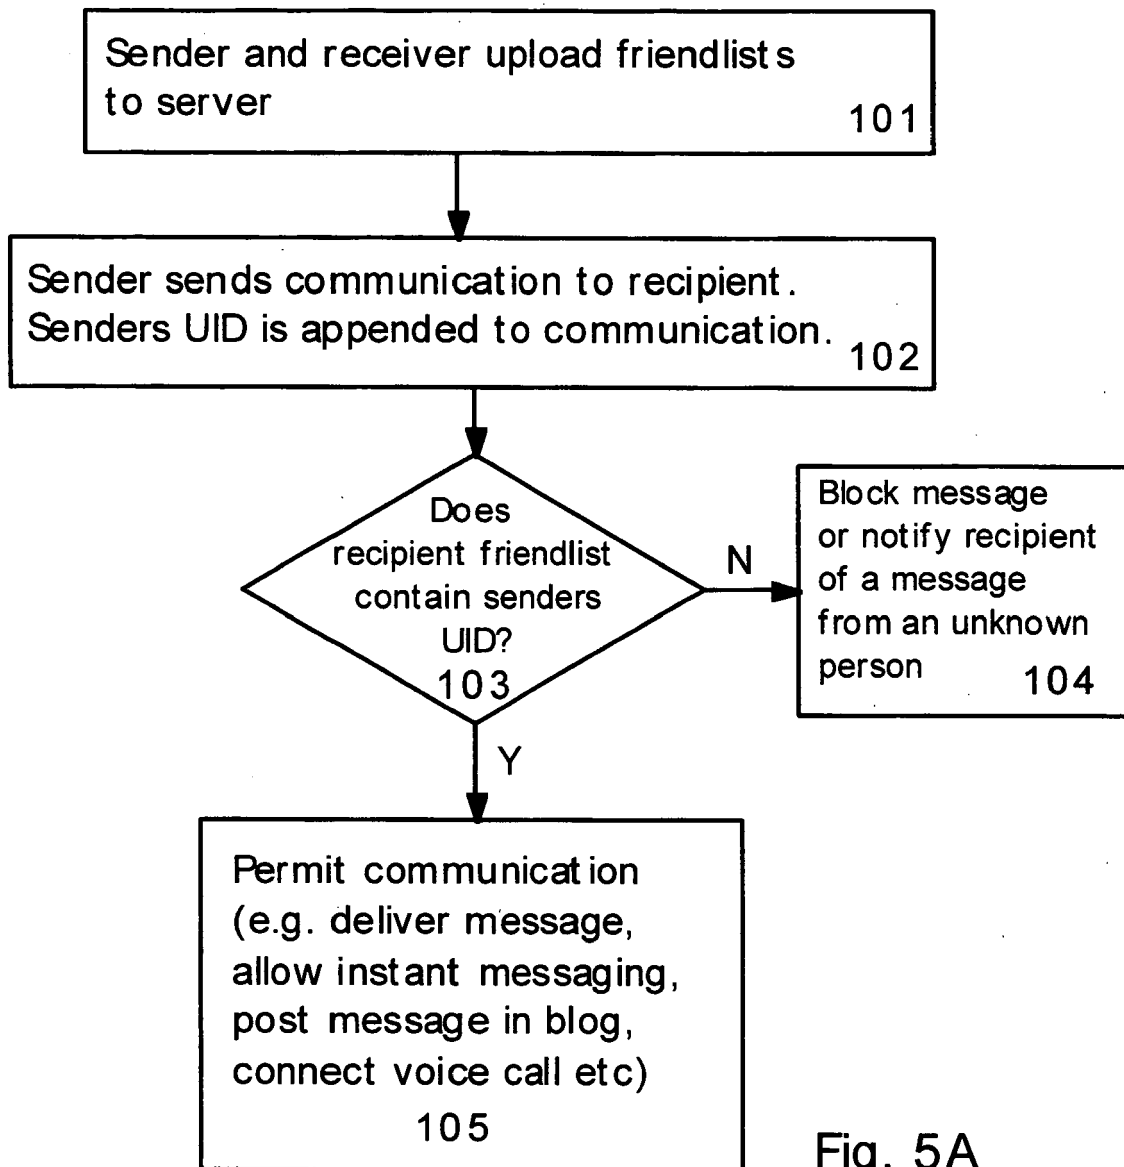 Sender and receiver upload friendlists
to server
101
Sender sends communication to recipient.
Senders UID is appended to communication.
102
Does
recipient friendlist
contain senders
UID?
103
N
Block message
or notify recipient
of a message
from an unknown
person
104
Y
Permit communication
(e.g. deliver message,
allow instant messaging,
post message in blog,
connect voice call etc)
105
Fig. 5A